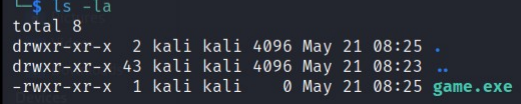 └─$ ls -la
total 8
drwxr-xr-x  2 kali kali 4096 May 21 08:25 .
drwxr-xr-x 43 kali kali 4096 May 21 08:23 ..
-rwxr-xr-x  1 kali kali    0 May 21 08:25 game.exe